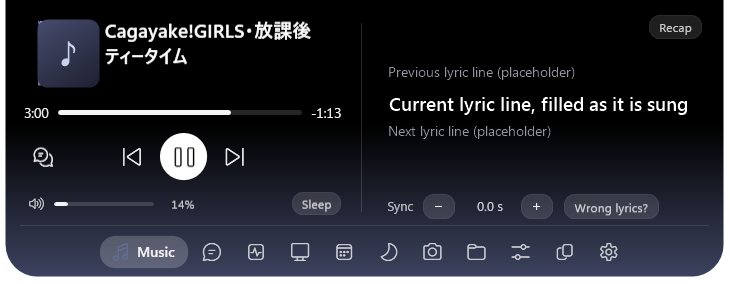 Cagayake!GIRLS・放課後
ティータイム
3:00
-1:13
14%
Sleep
Recap
Previous lyric line (placeholder)
Current lyric line, filled as it is sung
Next lyric line (placeholder)
Sync
−
0.0 s
+
Wrong lyrics?
Music